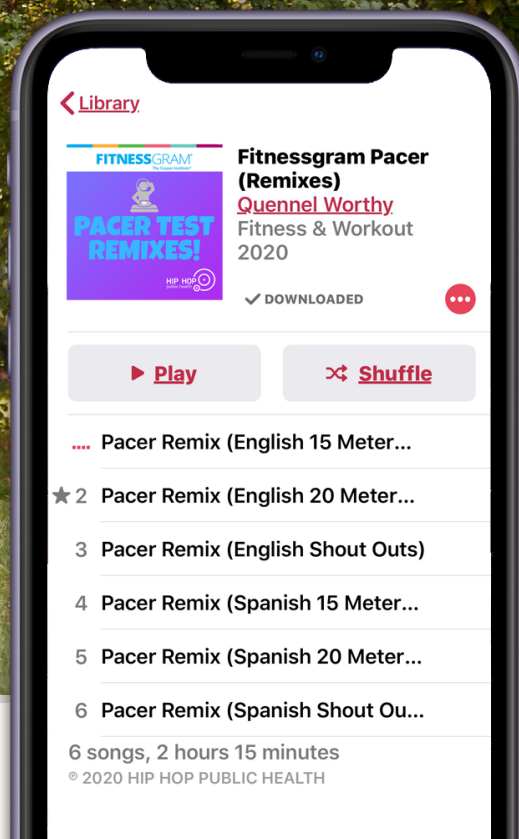 Library
FITNESSGRAM®
The Cooper Institute®
PACER TEST
REMIXES!
HIP HOP
public health
Fitnessgram Pacer
(Remixes)
Quennel Worthy
Fitness & Workout
2020
DOWNLOADED
Play
Shuffle
Pacer Remix (English 15 Meter...
2 Pacer Remix (English 20 Meter...
3 Pacer Remix (English Shout Outs)
4 Pacer Remix (Spanish 15 Meter...
5 Pacer Remix (Spanish 20 Meter...
6 Pacer Remix (Spanish Shout Ou...
6 songs, 2 hours 15 minutes
℗ 2020 HIP HOP PUBLIC HEALTH